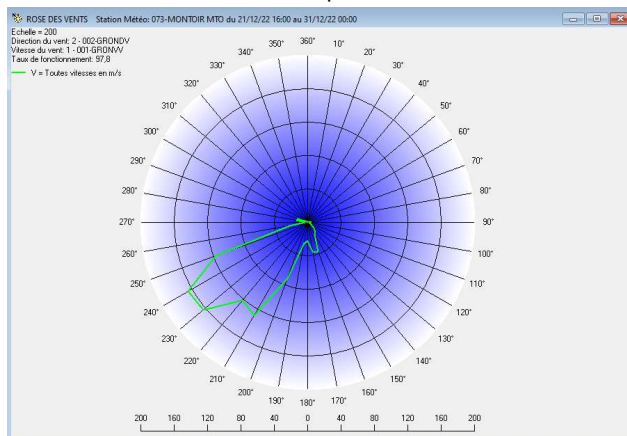 ROSE DES VENTS Station Météo: 073-MONTOIR MTO du 21/12/22 16:00 au 31/12/22 00:00
Echelle = 200
Direction du vent: 2 - 002-GRONDV
Vitesse du vent: 1 - 001-GRONVV
Taux de fonctionnement: 97,8
V = Toutes vitesses en m/s
360°
350° 10°
340° 20°
330° 30°
320° 40°
310° 50°
300° 60°
290° 70°
280° 80°
270° 90°
260° 100°
250° 110°
240° 120°
230° 130°
220° 140°
210° 150°
200° 160°
190° 170°
180°
200 160 120 80 40 0 40 80 120 160 200